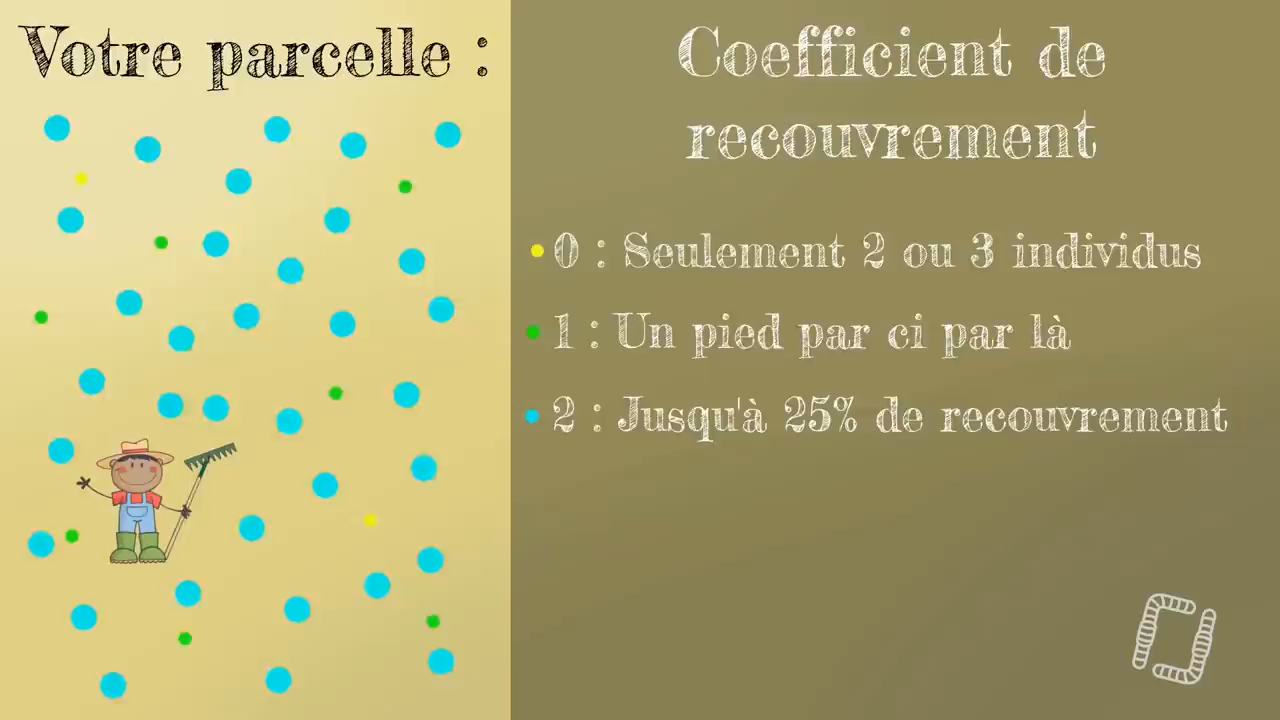 Votre parcelle :
Coefficient de
recouvrement
0 : Seulement 2 ou 3 individus
1 : Un pied par ci par là
2 : Jusqu'à 25% de recouvrement